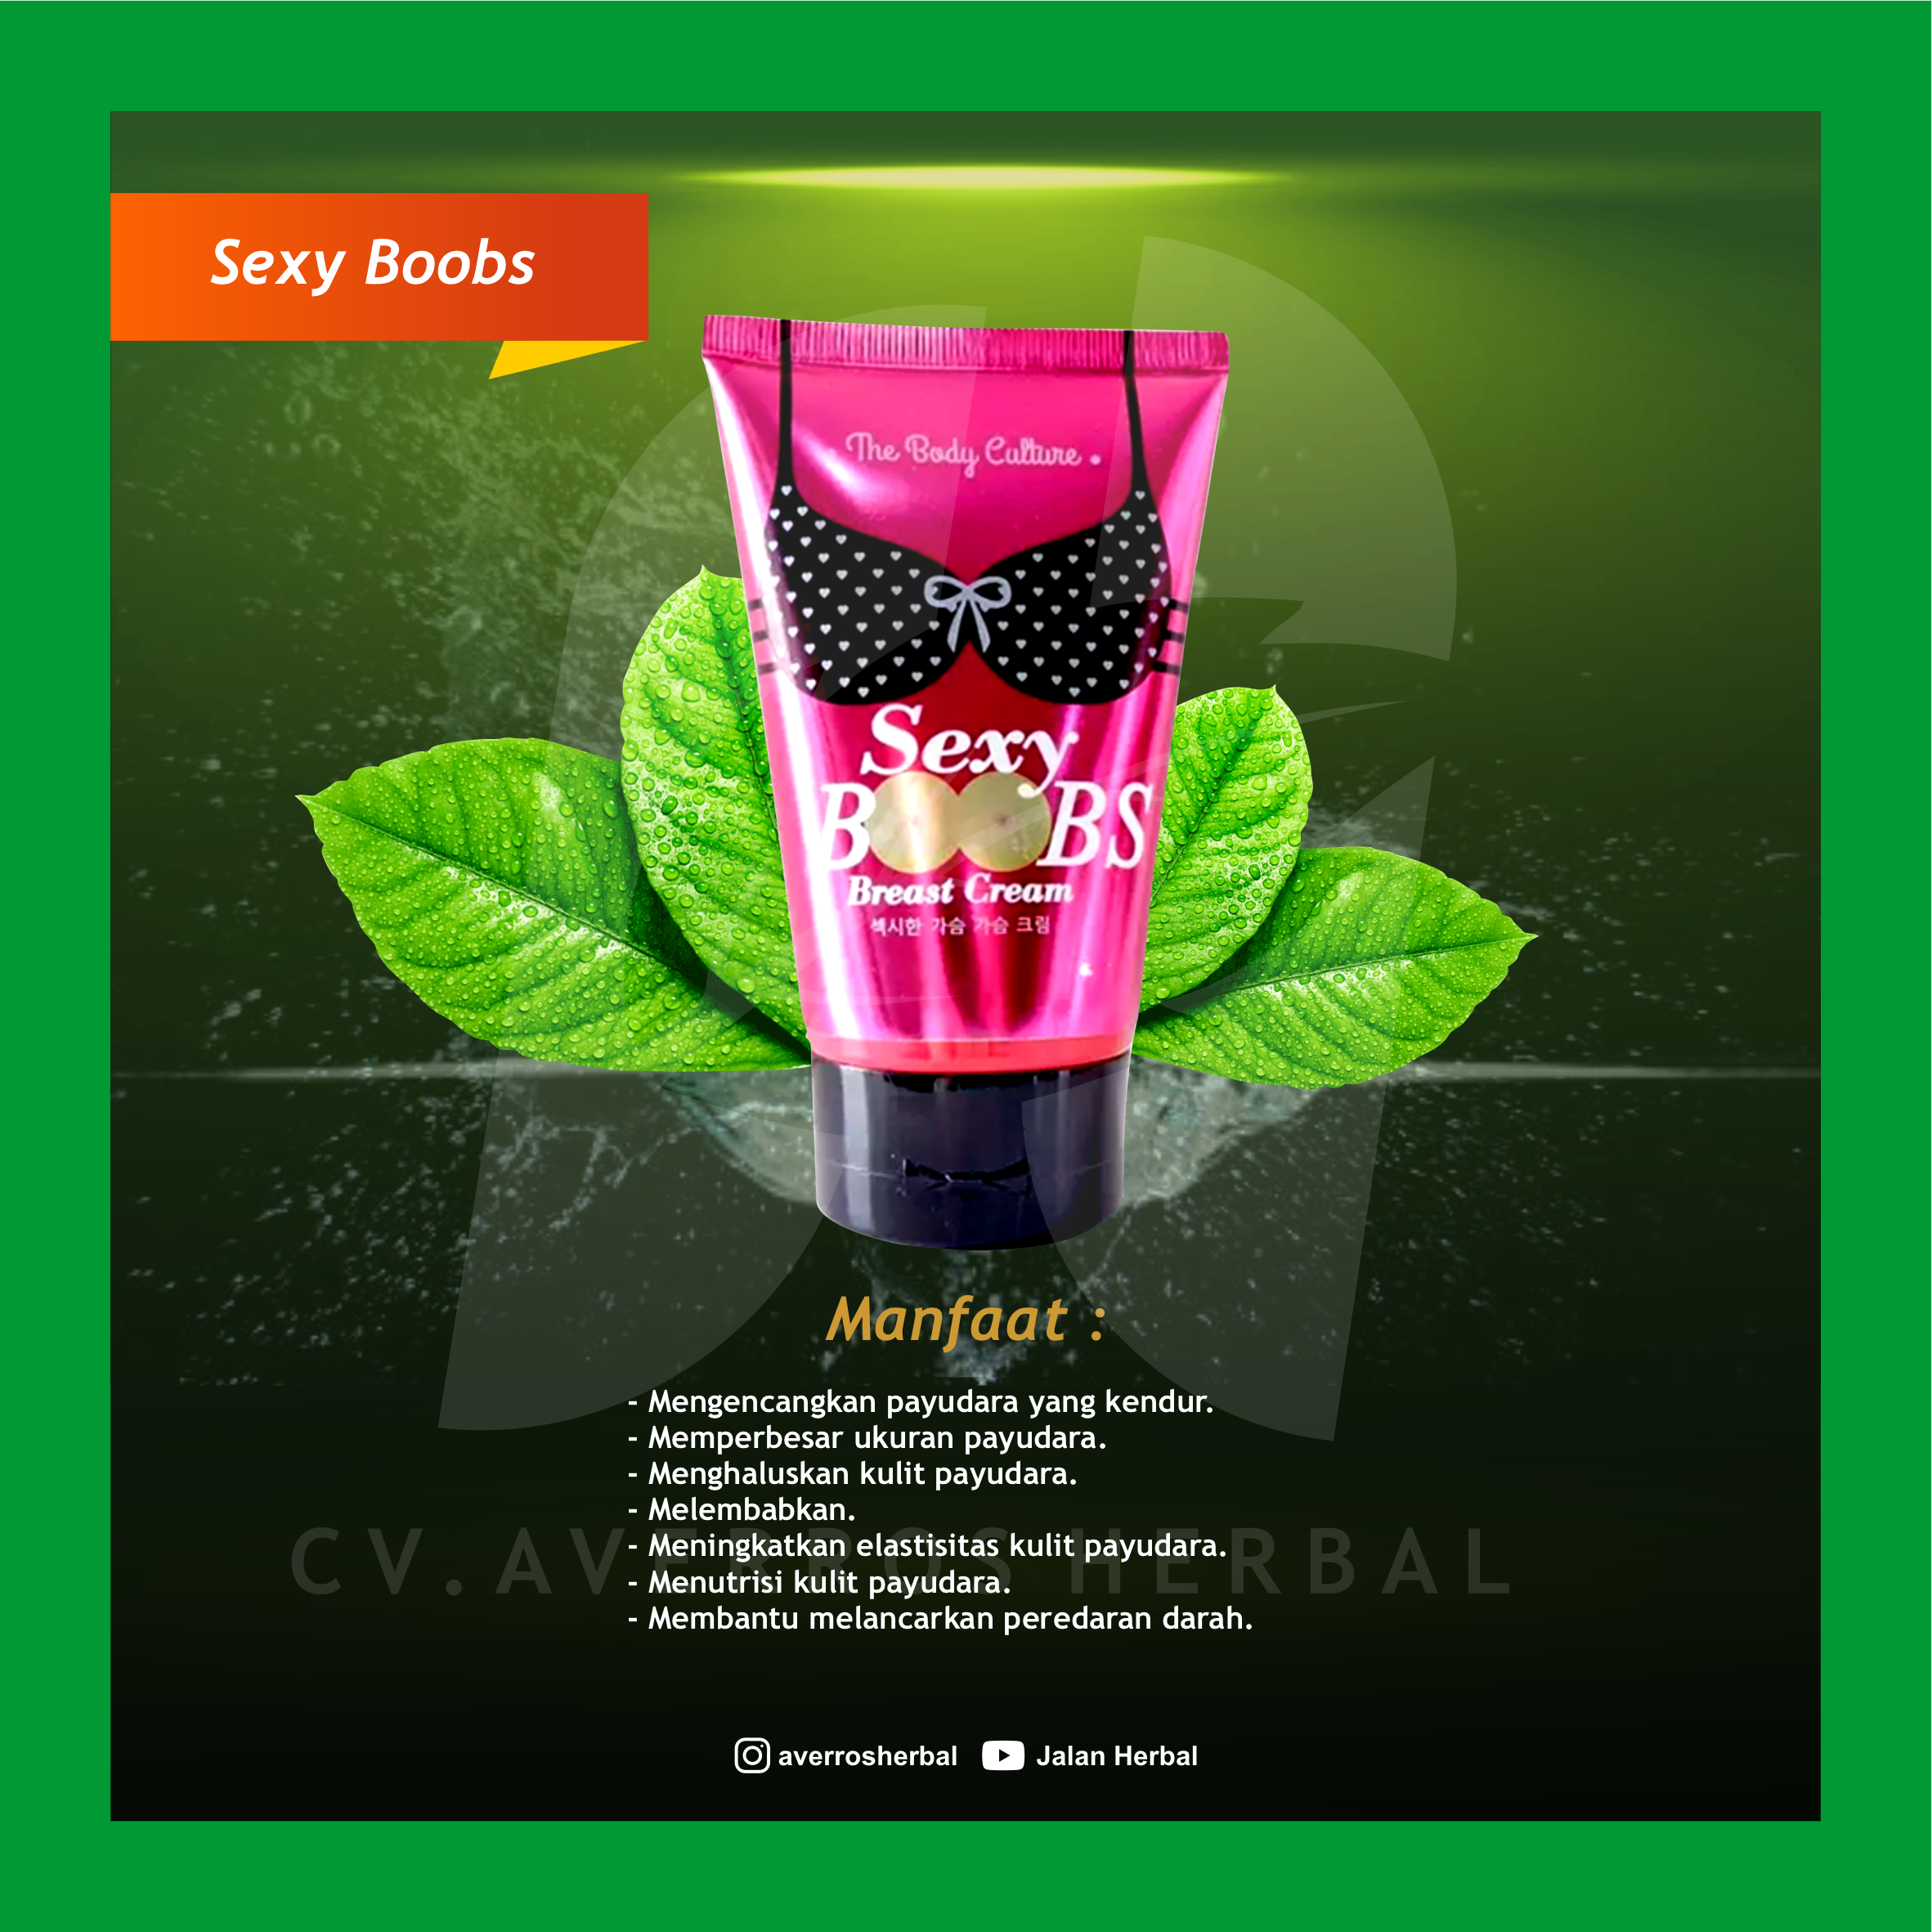 Sexy Boobs
The Body Culture
Sexy
BOOBS
Breast Cream
섹시한 가슴 가슴 크림
Manfaat :
- Mengencangkan payudara yang kendur.
- Memperbesar ukuran payudara.
- Menghaluskan kulit payudara.
- Melembabkan.
- Meningkatkan elastisitas kulit payudara.
- Menutrisi kulit payudara.
- Membantu melancarkan peredaran darah.
CV. AVERROS HERBAL
averrosherbal Jalan Herbal